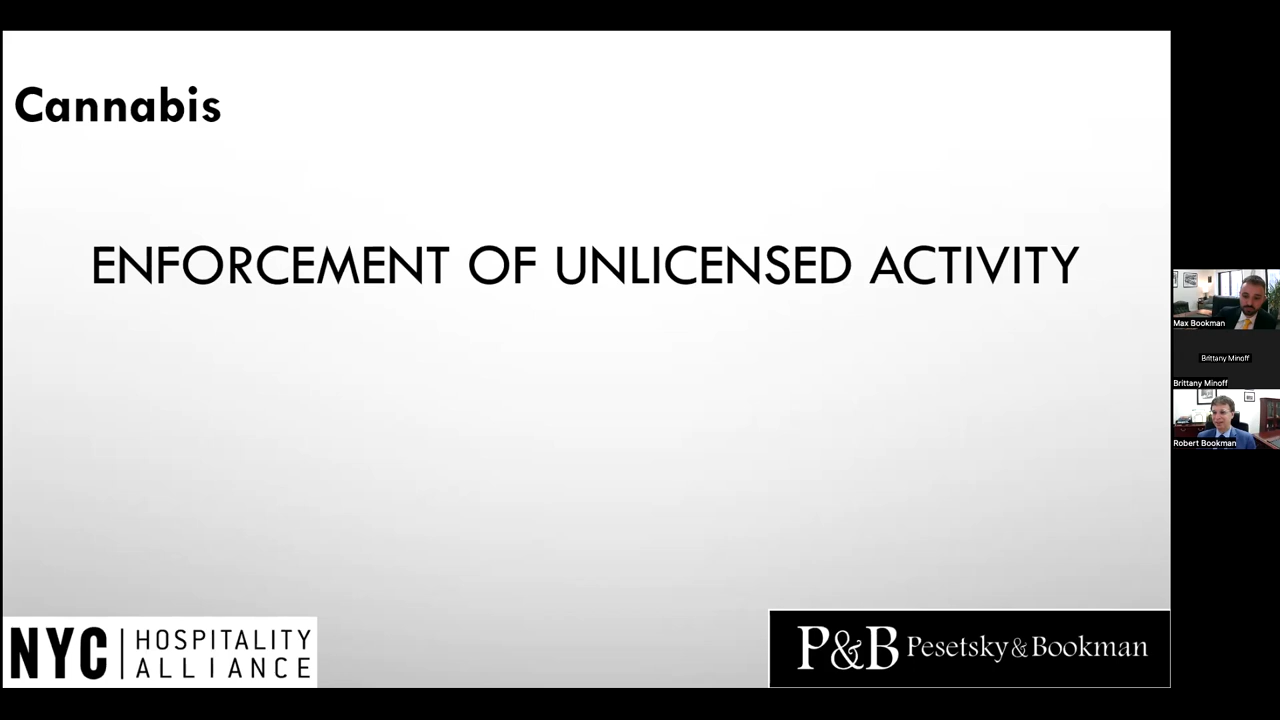 Cannabis
ENFORCEMENT OF UNLICENSED ACTIVITY
Max Bookman
Brittany Minoff
Brittany Minoff
Robert Bookman
NYC HOSPITALITY
ALLIANCE
P&B Pesetsky & Bookman